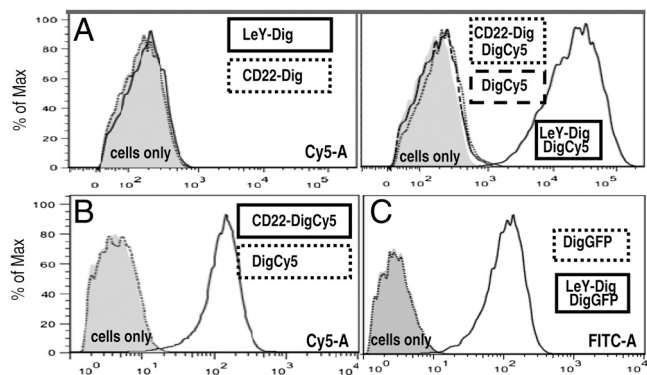 A
LeY-Dig
CD22-Dig
cells only
Cy5-A
% of Max
100
80
60
40
20
0
0 10² 10³ 10⁴ 10⁵
CD22-Dig
DigCy5
DigCy5
LeY-Dig
DigCy5
cells only
0 10² 10³ 10⁴ 10⁵
B
CD22-DigCy5
DigCy5
cells only
Cy5-A
% of Max
100
80
60
40
20
0
10⁰ 10¹ 10² 10³ 10⁴
C
DigGFP
LeY-Dig
DigGFP
cells only
FITC-A
10⁰ 10¹ 10² 10³ 10⁴